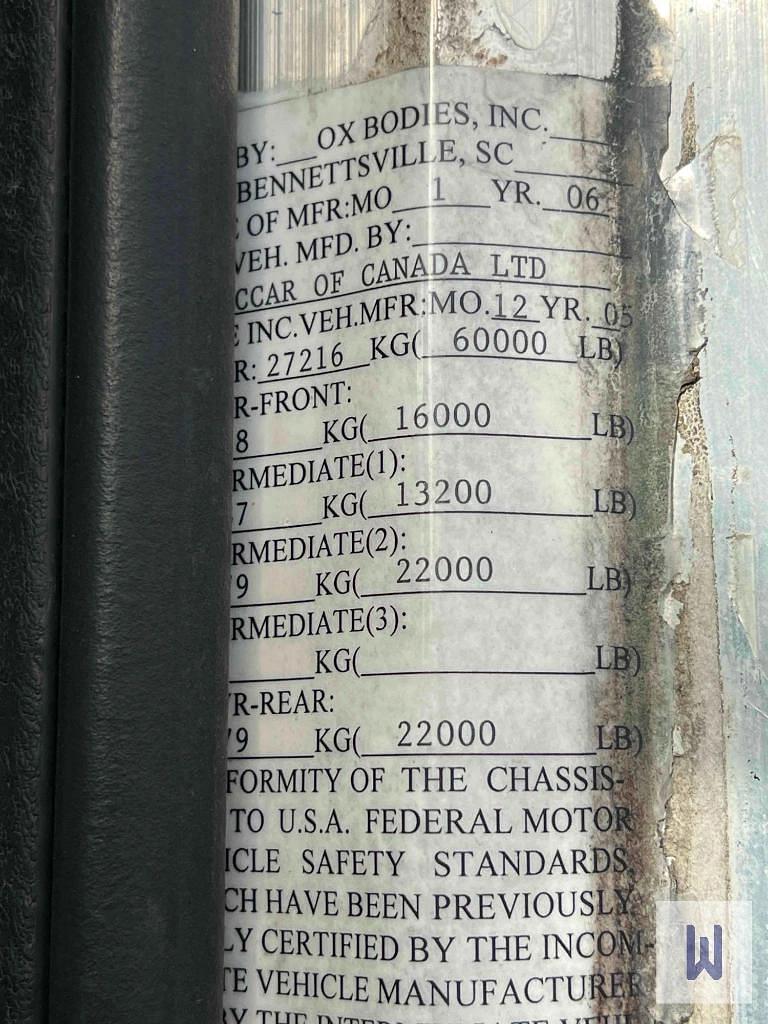 BY: OX BODIES, INC.
BENNETTSVILLE, SC
OF MFR:MO 1 YR. 06
VEH. MFD. BY:
CCAR OF CANADA LTD
INC.VEH.MFR:MO.12 YR. 05
R: 27216 KG( 60000 LB)
R-FRONT:
8 KG( 16000 LB)
RMEDIATE(1):
7 KG( 13200 LB)
RMEDIATE(2):
9 KG( 22000 LB)
RMEDIATE(3):
KG( LB)
R-REAR:
9 KG( 22000 LB)
FORMITY OF THE CHASSIS-
TO U.S.A. FEDERAL MOTOR
ICLE SAFETY STANDARDS,
CH HAVE BEEN PREVIOUSLY
LY CERTIFIED BY THE INCOM-
TE VEHICLE MANUFACTURER
W